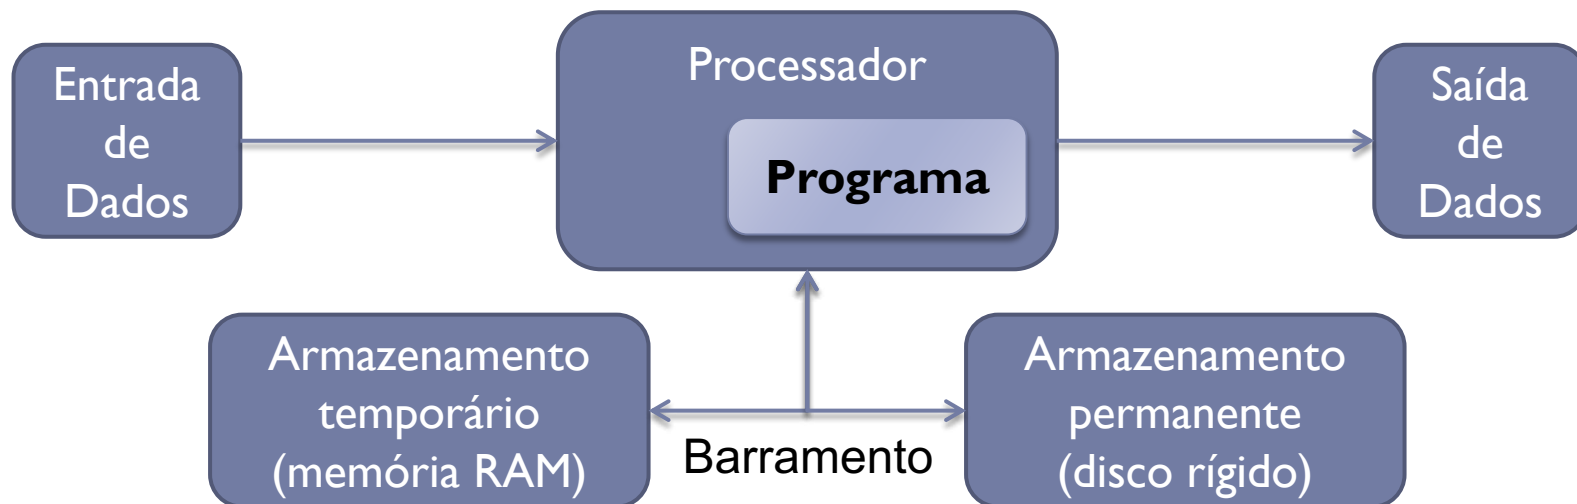 Entrada
de
Dados
Processador
Programa
Saída
de
Dados
Armazenamento
temporário
(memória RAM)
Barramento
Armazenamento
permanente
(disco rígido)